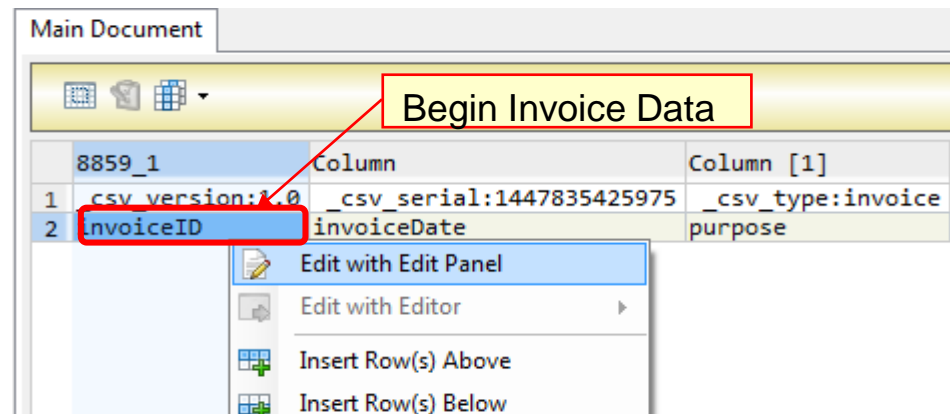 Main Document
Begin Invoice Data
8859_1 Column Column [1]
1 _csv_version:1.0 _csv_serial:1447835425975 _csv_type:invoice
2 invoiceID invoiceDate purpose
Edit with Edit Panel
Edit with Editor
Insert Row(s) Above
Insert Row(s) Below